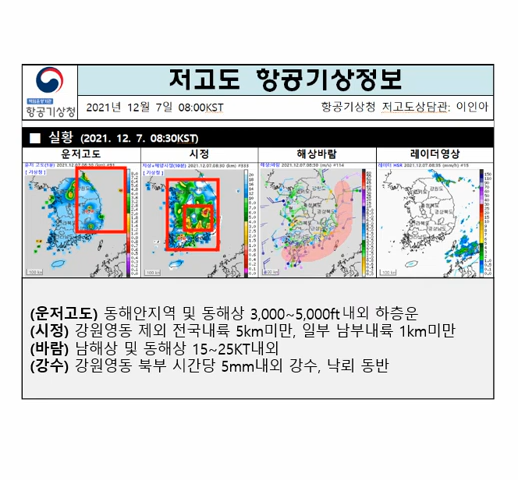 저고도 항공기상정보
항공기상청
2021년 12월 7일 08:00KST
항공기상청 저고도상담관: 이인아
■ 실황 (2021. 12. 7. 08:30KST)
운저고도 시정 해상바람 레이더영상
(운저고도) 동해안지역 및 동해상 3,000~5,000ft내외 하층운
(시정) 강원영동 제외 전국내륙 5km미만, 일부 남부내륙 1km미만
(바람) 남해상 및 동해상 15~25KT내외
(강수) 강원영동 북부 시간당 5mm내외 강수, 낙뢰 동반